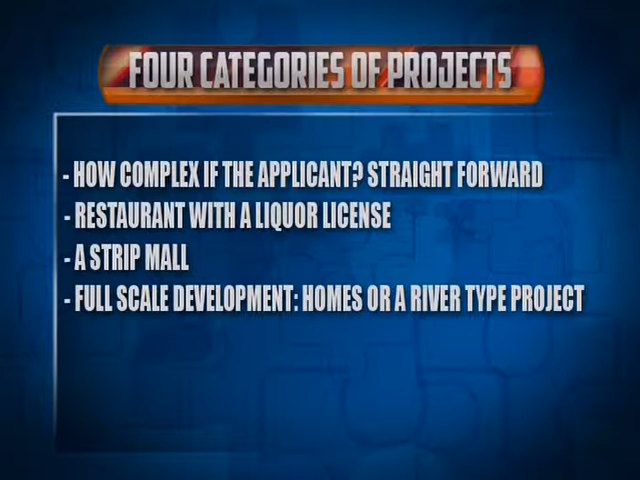 FOUR CATEGORIES OF PROJECTS
- HOW COMPLEX IF THE APPLICANT? STRAIGHT FORWARD
- RESTAURANT WITH A LIQUOR LICENSE
- A STRIP MALL
- FULL SCALE DEVELOPMENT: HOMES OR A RIVER TYPE PROJECT